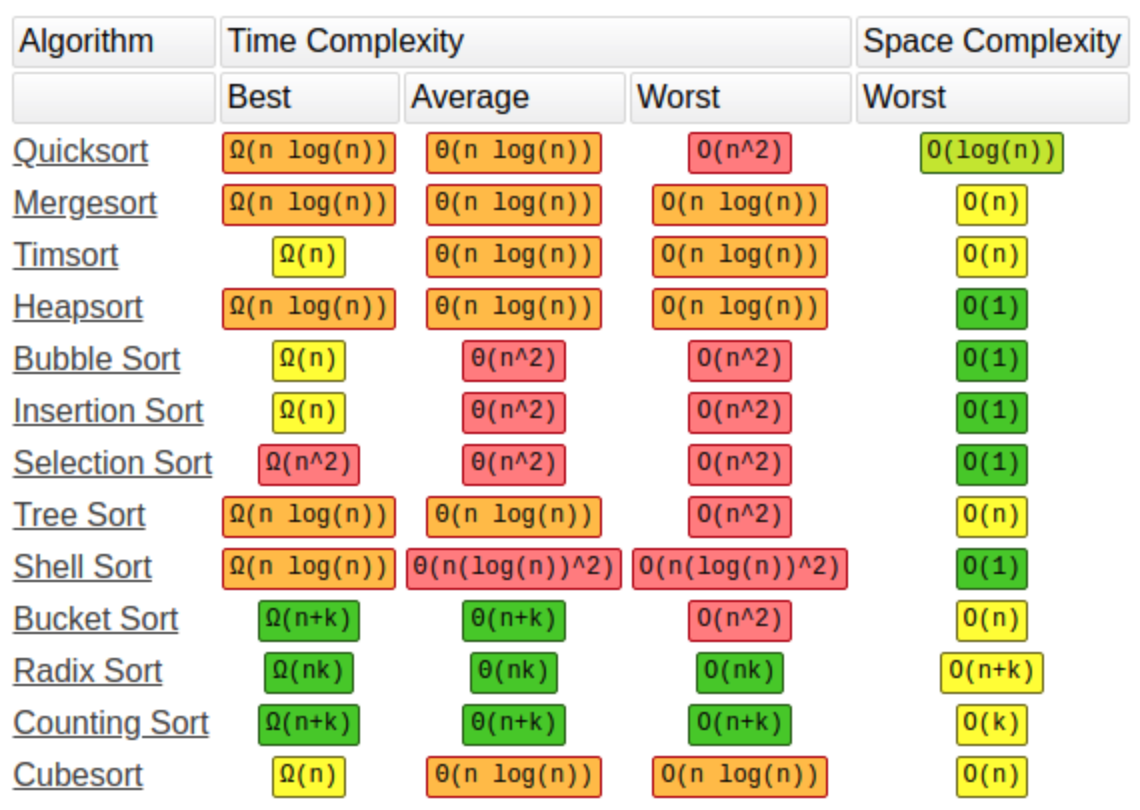 Algorithm Time Complexity Space Complexity
Best Average Worst Worst
Quicksort Ω(n log(n)) Θ(n log(n)) O(n^2) O(log(n))
Mergesort Ω(n log(n)) Θ(n log(n)) O(n log(n)) O(n)
Timsort Ω(n) Θ(n log(n)) O(n log(n)) O(n)
Heapsort Ω(n log(n)) Θ(n log(n)) O(n log(n)) O(1)
Bubble Sort Ω(n) Θ(n^2) O(n^2) O(1)
Insertion Sort Ω(n) Θ(n^2) O(n^2) O(1)
Selection Sort Ω(n^2) Θ(n^2) O(n^2) O(1)
Tree Sort Ω(n log(n)) Θ(n log(n)) O(n^2) O(n)
Shell Sort Ω(n log(n)) Θ(n(log(n))^2) O(n(log(n))^2) O(1)
Bucket Sort Ω(n+k) Θ(n+k) O(n^2) O(n)
Radix Sort Ω(nk) Θ(nk) O(nk) O(n+k)
Counting Sort Ω(n+k) Θ(n+k) O(n+k) O(k)
Cubesort Ω(n) Θ(n log(n)) O(n log(n)) O(n)